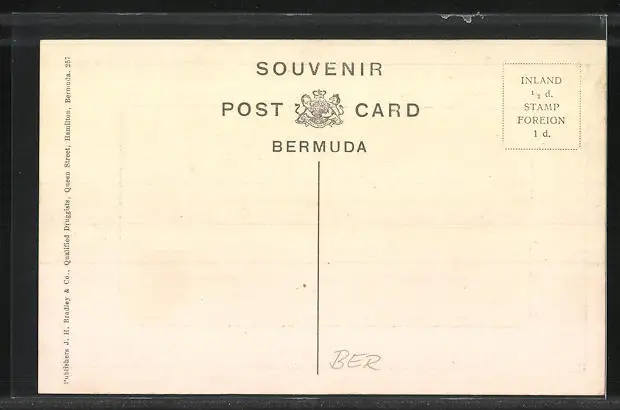 SOUVENIR
POST CARD
BERMUDA
INLAND
½ d.
STAMP
FOREIGN
1 d.
Publishers J. H. Bradley & Co., Qualified Druggists, Queen Street, Hamilton, Bermuda. 257
BER